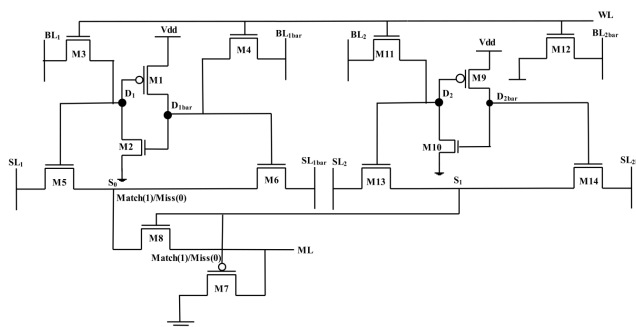 WL
BL1
M3
Vdd
M4
BL1bar
BL2
M11
Vdd
M12
BL2bar
M1
M9
D1
D1bar
D2
D2bar
M2
M10
SL1
M5
S0
M6
SL1bar
SL2
M13
S1
M14
SL2
Match(1)/Miss(0)
M8
ML
Match(1)/Miss(0)
M7